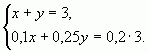 x + y = 3,
0,1x + 0,25y = 0,2 · 3.